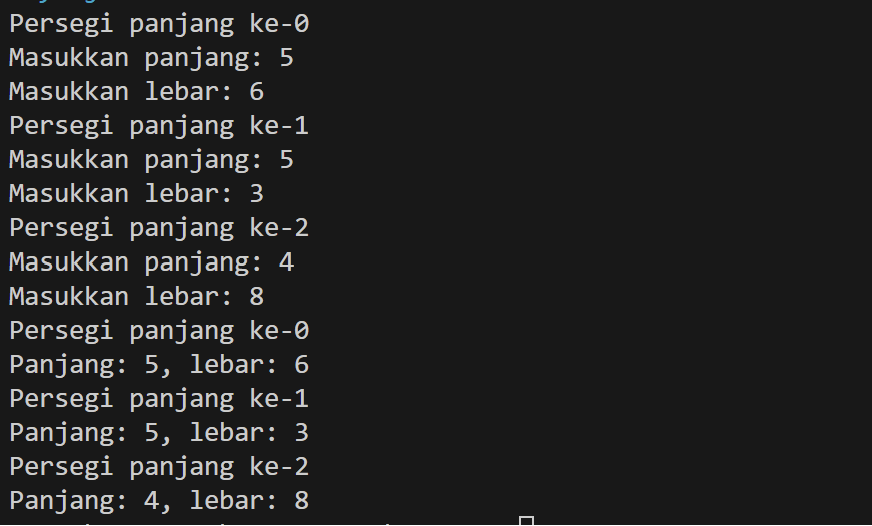 Persegi panjang ke-0
Masukkan panjang: 5
Masukkan lebar: 6
Persegi panjang ke-1
Masukkan panjang: 5
Masukkan lebar: 3
Persegi panjang ke-2
Masukkan panjang: 4
Masukkan lebar: 8
Persegi panjang ke-0
Panjang: 5, lebar: 6
Persegi panjang ke-1
Panjang: 5, lebar: 3
Persegi panjang ke-2
Panjang: 4, lebar: 8